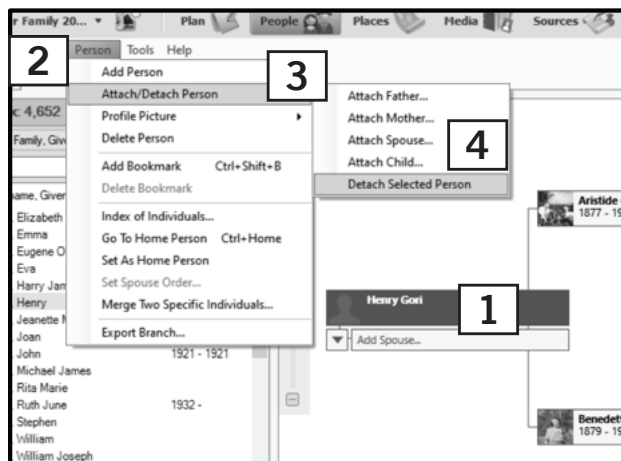 r Family 20...
Plan
People
Places
Media
Sources
2
Person Tools Help
3
Add Person
Attach/Detach Person
Profile Picture
Delete Person
Add Bookmark Ctrl+Shift+B
Delete Bookmark
Index of Individuals...
Go To Home Person Ctrl+Home
Set As Home Person
Set Spouse Order...
Merge Two Specific Individuals...
Export Branch...
Attach Father...
Attach Mother...
Attach Spouse...
Attach Child...
Detach Selected Person
4
: 4,652
Family, Give
name, Given
Elizabeth
Emma
Eugene O
Eva
Harry Jam
Henry
Jeanette M
Joan
John 1921 - 1921
Michael James
Rita Marie
Ruth June 1932 -
Stephen
William
William Joseph
Aristide
1877 - 19
Henry Gori
1
Add Spouse...
Benedett
1879 - 19